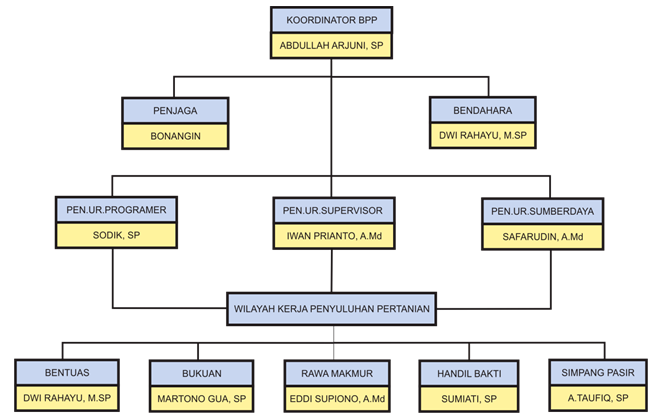 KOORDINATOR BPP
ABDULLAH ARJUNI, SP
PENJAGA
BONANGIN
BENDAHARA
DWI RAHAYU, M.SP
PEN.UR.PROGRAMER
SODIK, SP
PEN.UR.SUPERVISOR
IWAN PRIANTO, A.Md
PEN.UR.SUMBERDAYA
SAFARUDIN, A.Md
WILAYAH KERJA PENYULUHAN PERTANIAN
BENTUAS
DWI RAHAYU, M.SP
BUKUAN
MARTONO GUA, SP
RAWA MAKMUR
EDDI SUPIONO, A.Md
HANDIL BAKTI
SUMIATI, SP
SIMPANG PASIR
A.TAUFIQ, SP